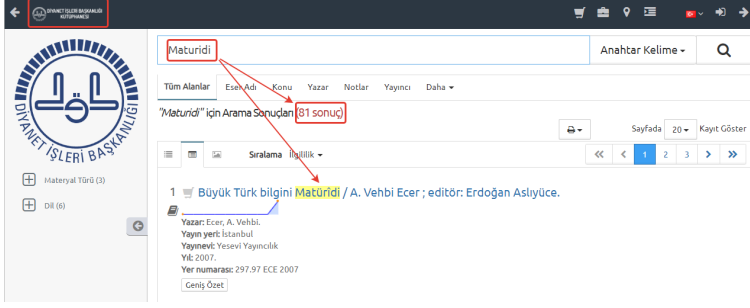 DİYANET İŞLERİ BAŞKANLIĞI
KÜTÜPHANESİ
Maturidi
Anahtar Kelime
Tüm Alanlar Eser Adı Konu Yazar Notlar Yayıncı Daha
"Maturidi" için Arama Sonuçları (81 sonuç)
Sayfada 20 Kayıt Göster
Sıralama İlgililik
<< < 1 2 3 > >>
DİYANET İŞLERİ BAŞKANLIĞI
Materyal Türü (3)
Dil (6)
1 Büyük Türk bilgini Matüridi / A. Vehbi Ecer ; editör: Erdoğan Aslıyüce.
Yazar: Ecer, A. Vehbi.
Yayın yeri: İstanbul
Yayınevi: Yesevi Yayıncılık
Yıl: 2007.
Yer numarası: 297.97 ECE 2007
Geniş Özet